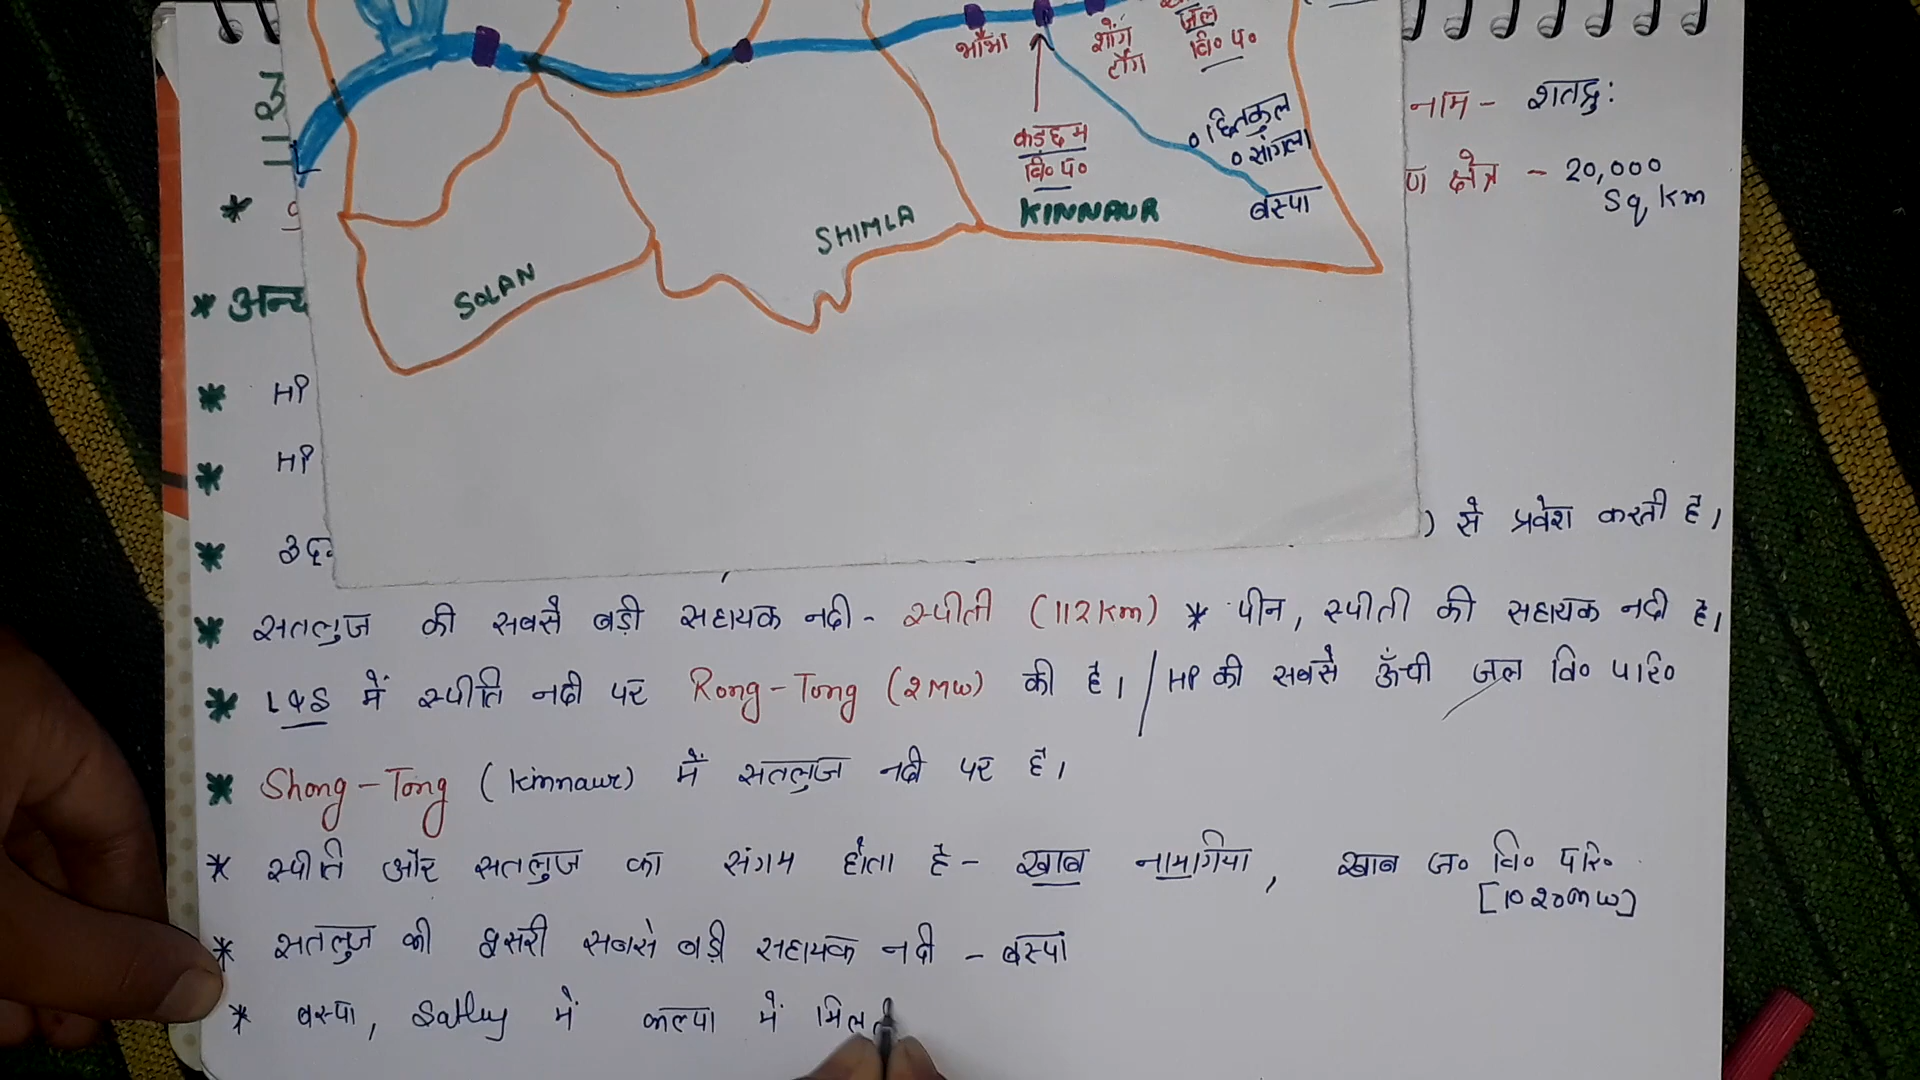 भाँभा
शोंग
टोंग
जल
वि० प०
कड़छम
वि० प०
छितकुल
सांगला
बस्पा
KINNAUR
SHIMLA
SOLAN
नाम - शतद्रु:
ण क्षेत्र - 20,000
Sq Km
* अन्य
* HP
* HP
* उद्ग
) से प्रवेश करती है।
* सतलुज की सबसे बड़ी सहायक नदी - स्पीती (112 Km) * पीन, स्पीती की सहायक नदी है।
* L&S में स्पीति नदी पर Rong-Tong (2MW) की है। / HP की सबसे ऊँची जल वि० परि०
* Shong-Tong (kinnaur) में सतलुज नदी पर है।
* स्पीति और सतलुज का संगम होता है - खाब नामगिया, खाब ज० वि० परि०
[1020mw]
* सतलुज की दूसरी सबसे बड़ी सहायक नदी - बस्पा
* बस्पा, Satluj में कल्पा में मिल